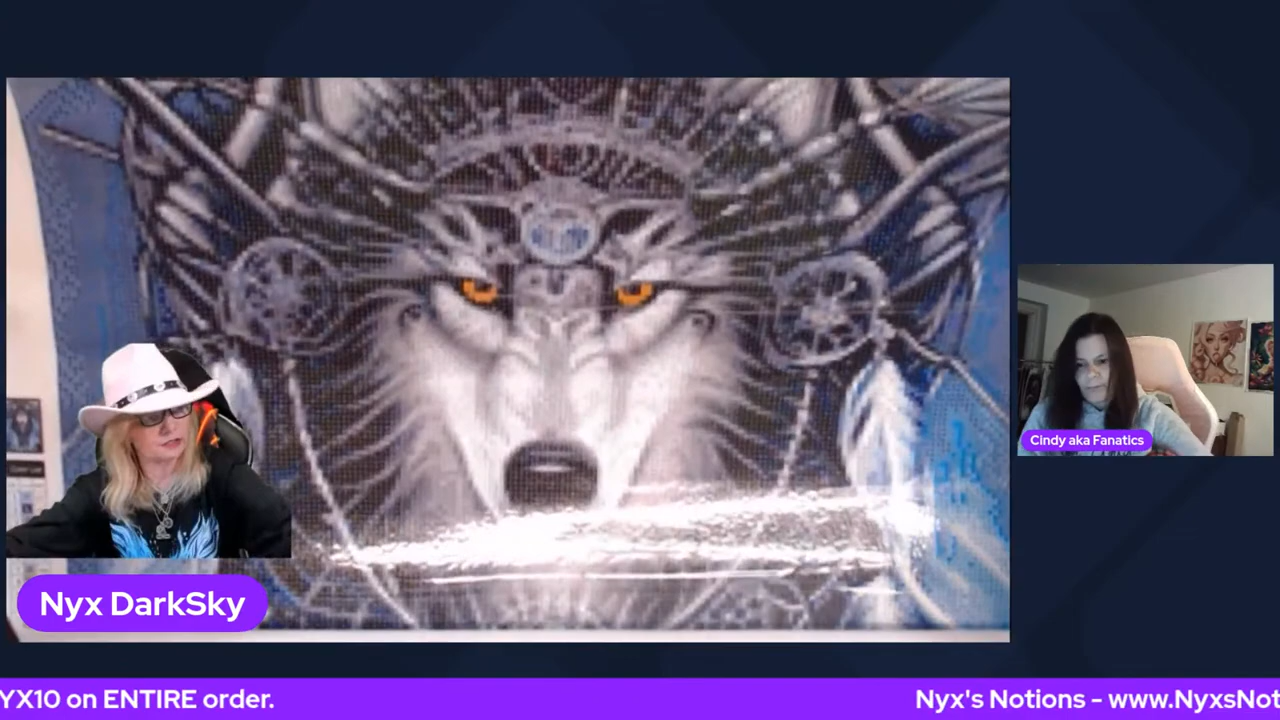 Cindy aka Fanatics
Nyx DarkSky
YX10 on ENTIRE order.
Nyx's Notions - www.NyxsNot